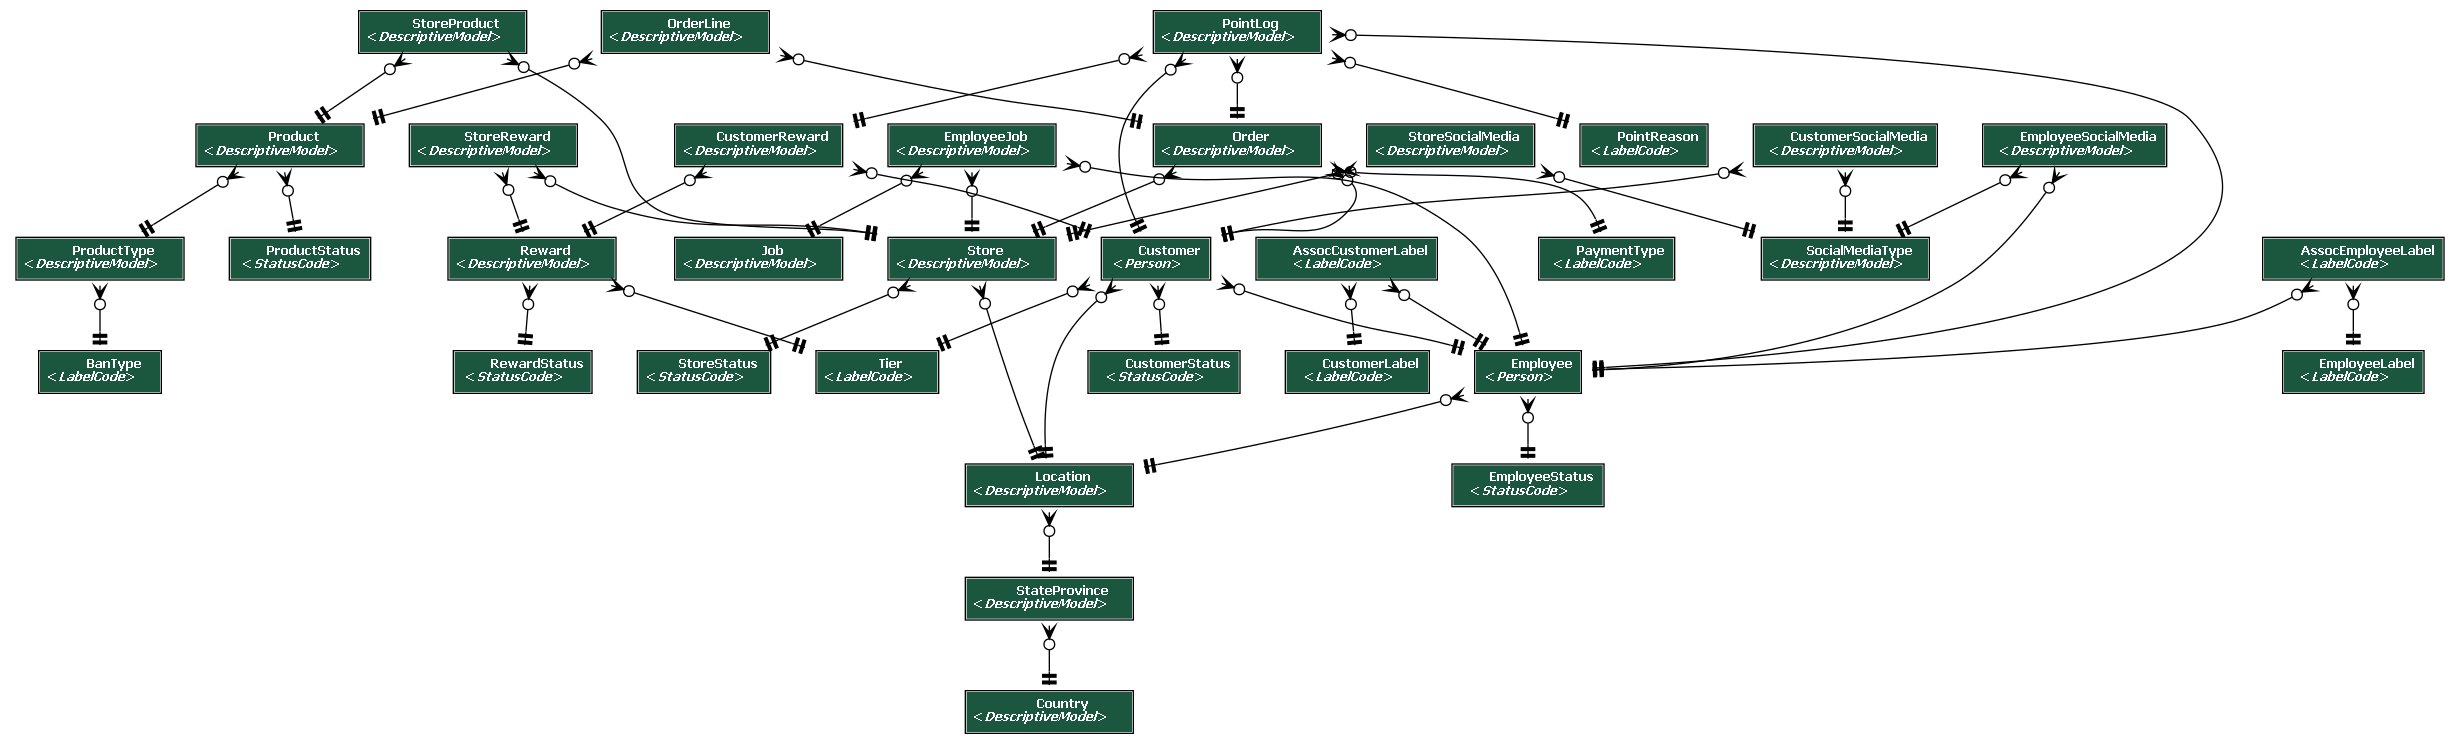 StoreProduct
<DescriptiveModel>
OrderLine
<DescriptiveModel>
PointLog
<DescriptiveModel>
Product
<DescriptiveModel>
StoreReward
<DescriptiveModel>
CustomerReward
<DescriptiveModel>
EmployeeJob
<DescriptiveModel>
Order
<DescriptiveModel>
StoreSocialMedia
<DescriptiveModel>
PointReason
<LabelCode>
CustomerSocialMedia
<DescriptiveModel>
EmployeeSocialMedia
<DescriptiveModel>
ProductType
<DescriptiveModel>
ProductStatus
<StatusCode>
Reward
<DescriptiveModel>
Job
<DescriptiveModel>
Store
<DescriptiveModel>
Customer
<Person>
AssocCustomerLabel
<LabelCode>
PaymentType
<LabelCode>
SocialMediaType
<DescriptiveModel>
AssocEmployeeLabel
<LabelCode>
BanType
<LabelCode>
RewardStatus
<StatusCode>
StoreStatus
<StatusCode>
Tier
<LabelCode>
CustomerStatus
<StatusCode>
CustomerLabel
<LabelCode>
Employee
<Person>
EmployeeLabel
<LabelCode>
Location
<DescriptiveModel>
EmployeeStatus
<StatusCode>
StateProvince
<DescriptiveModel>
Country
<DescriptiveModel>